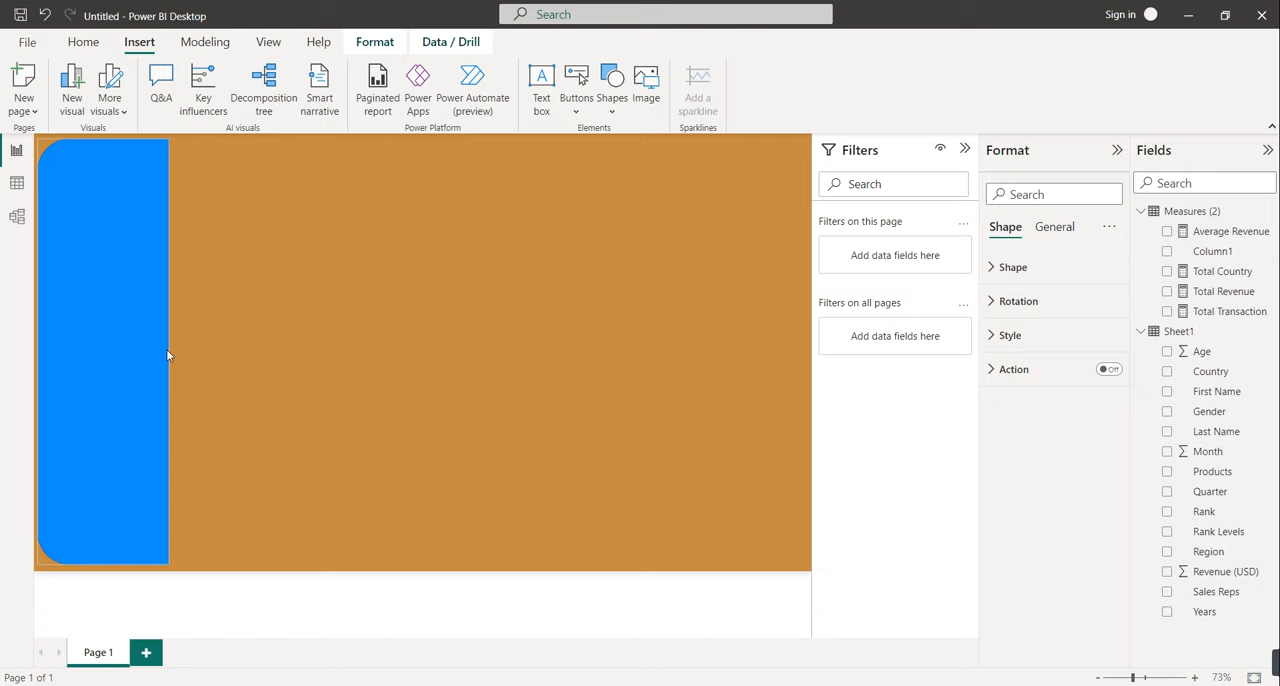 Untitled - Power BI Desktop
Search
Sign in
File
Home
Insert
Modeling
View
Help
Format
Data / Drill
New page
New visual
More visuals
Q&A
Key influencers
Decomposition tree
Smart narrative
Paginated report
Power Apps
Power Automate (preview)
Text box
Buttons
Shapes
Image
Add a sparkline
Pages
Visuals
AI visuals
Power Platform
Elements
Sparklines
Filters
Search
Filters on this page
...
Add data fields here
Filters on all pages
...
Add data fields here
Format
Search
Shape
General
...
Shape
Rotation
Style
Action
Off
Fields
Search
Measures (2)
Average Revenue
Column1
Total Country
Total Revenue
Total Transaction
Sheet1
Age
Country
First Name
Gender
Last Name
Month
Products
Quarter
Rank
Rank Levels
Region
Revenue (USD)
Sales Reps
Years
Page 1
Page 1 of 1
73%